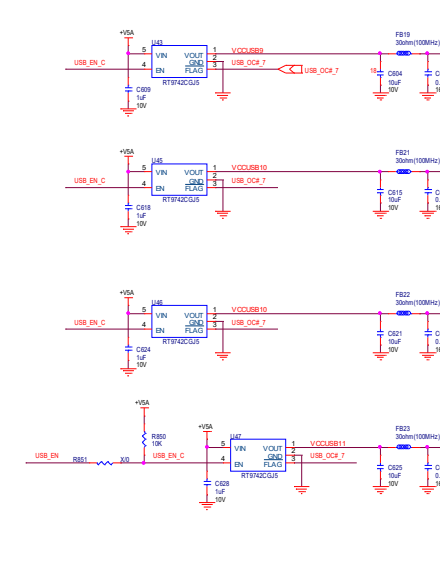 +V5A
U43
5
VIN
VOUT
1
VCCUSB9
GND
2
USB_EN_C
4
EN
FLAG
3
USB_OC#_7
RT9742CGJ5
USB_OC#_7
C609
1uF
10V
FB19
30ohm(100MHz)
18
C604
10uF
10V
+V5A
U45
5
VIN
VOUT
1
VCCUSB10
GND
2
USB_EN_C
4
EN
FLAG
3
USB_OC#_7
RT9742CGJ5
C618
1uF
10V
FB21
30ohm(100MHz)
C615
10uF
10V
+V5A
U46
5
VIN
VOUT
1
VCCUSB10
GND
2
USB_EN_C
4
EN
FLAG
3
USB_OC#_7
RT9742CGJ5
C624
1uF
10V
FB22
30ohm(100MHz)
C621
10uF
10V
+V5A
R850
10K
USB_EN
R851
X/0
USB_EN_C
+V5A
U47
5
VIN
VOUT
1
VCCUSB11
GND
2
4
EN
FLAG
3
USB_OC#_7
RT9742CGJ5
C628
1uF
10V
FB23
30ohm(100MHz)
C625
10uF
10V